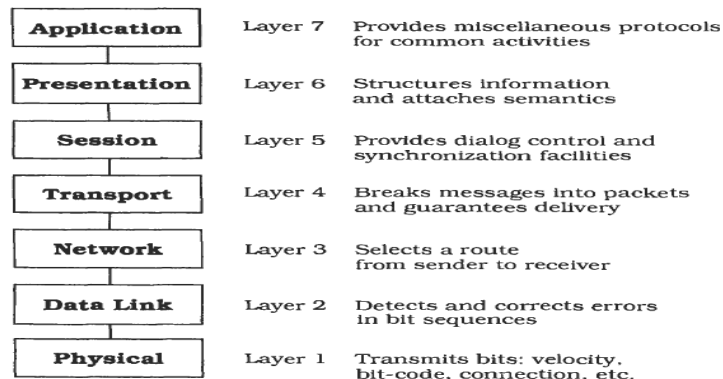 Application Layer 7 Provides miscellaneous protocols
for common activities
Presentation Layer 6 Structures information
and attaches semantics
Session Layer 5 Provides dialog control and
synchronization facilities
Transport Layer 4 Breaks messages into packets
and guarantees delivery
Network Layer 3 Selects a route
from sender to receiver
Data Link Layer 2 Detects and corrects errors
in bit sequences
Physical Layer 1 Transmits bits: velocity,
bit-code, connection, etc.